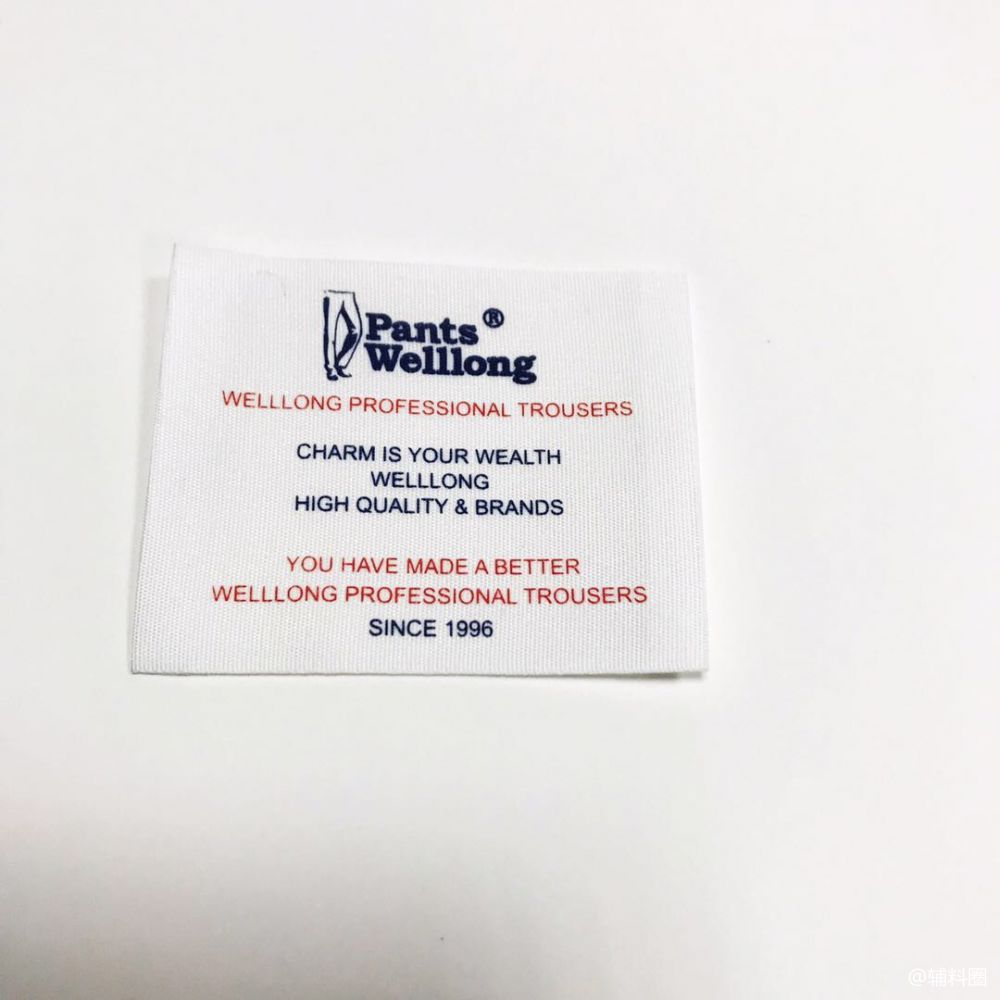 Pants ®
Welllong
WELLLONG PROFESSIONAL TROUSERS
CHARM IS YOUR WEALTH
WELLLONG
HIGH QUALITY & BRANDS
YOU HAVE MADE A BETTER
WELLLONG PROFESSIONAL TROUSERS
SINCE 1996
@辅料圈